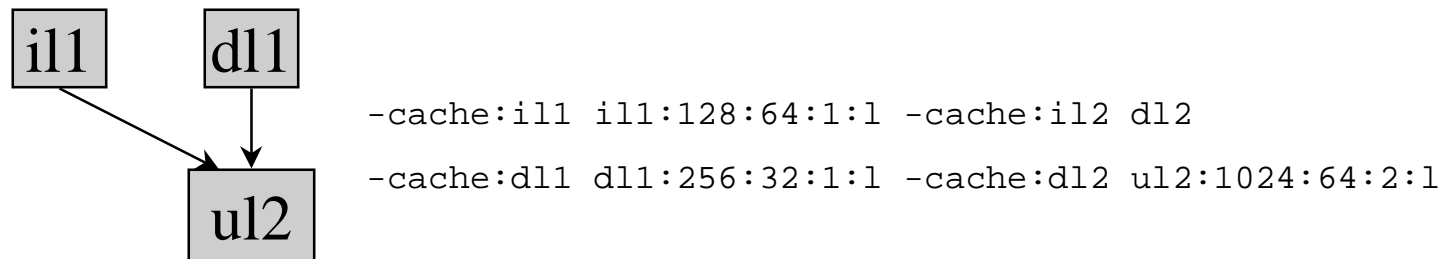 il1 dl1
-cache:il1 il1:128:64:1:l -cache:il2 dl2
-cache:dl1 dl1:256:32:1:l -cache:dl2 ul2:1024:64:2:l
ul2